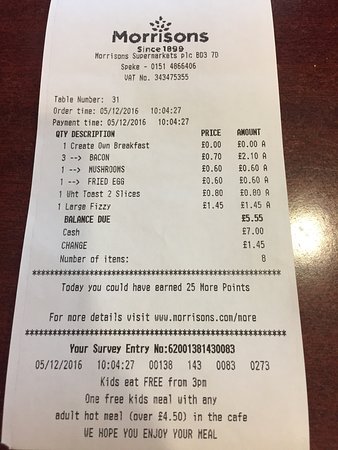 Morrisons
Since 1899
Morrisons Supermarkets plc BD3 7D
Speke - 0151 4866406
VAT No. 343475355
Table Number: 31
Order time: 05/12/2016 10:04:27
Payment time: 05/12/2016 10:04:27
QTY DESCRIPTION PRICE AMOUNT
1 Create Own Breakfast £0.00 £0.00 A
3 --> BACON £0.70 £2.10 A
1 --> MUSHROOMS £0.60 £0.60 A
1 --> FRIED EGG £0.60 £0.60 A
1 Wht Toast 2 Slices £0.80 £0.80 A
1 Large Fizzy £1.45 £1.45 A
BALANCE DUE £5.55
Cash £7.00
CHANGE £1.45
Number of items: 8
******************************************
Today you could have earned 25 More Points
For more details visit www.morrisons.com/more
******************************************
Your Survey Entry No:62001381430083
05/12/2016 10:04:27 00138 143 0083 0273
Kids eat FREE from 3pm
One free kids meal with any
adult hot meal (over £4.50) in the cafe
WE HOPE YOU ENJOY YOUR MEAL